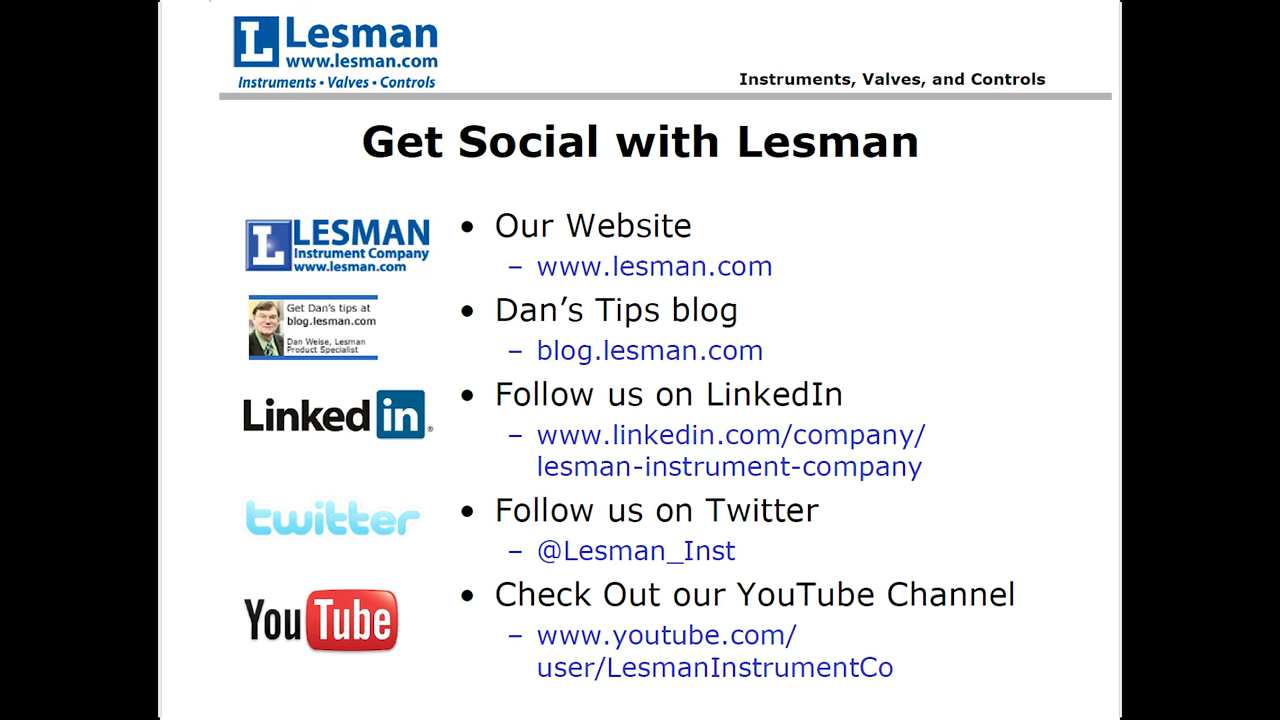 L Lesman
www.lesman.com
Instruments • Valves • Controls
Instruments, Valves, and Controls
Get Social with Lesman
L LESMAN
Instrument Company
www.lesman.com
• Our Website
– www.lesman.com
Get Dan's tips at
blog.lesman.com
Dan Weise, Lesman
Product Specialist
• Dan’s Tips blog
– blog.lesman.com
Linked in®
• Follow us on LinkedIn
– www.linkedin.com/company/
lesman-instrument-company
twitter
• Follow us on Twitter
– @Lesman_Inst
YouTube
• Check Out our YouTube Channel
– www.youtube.com/
user/LesmanInstrumentCo